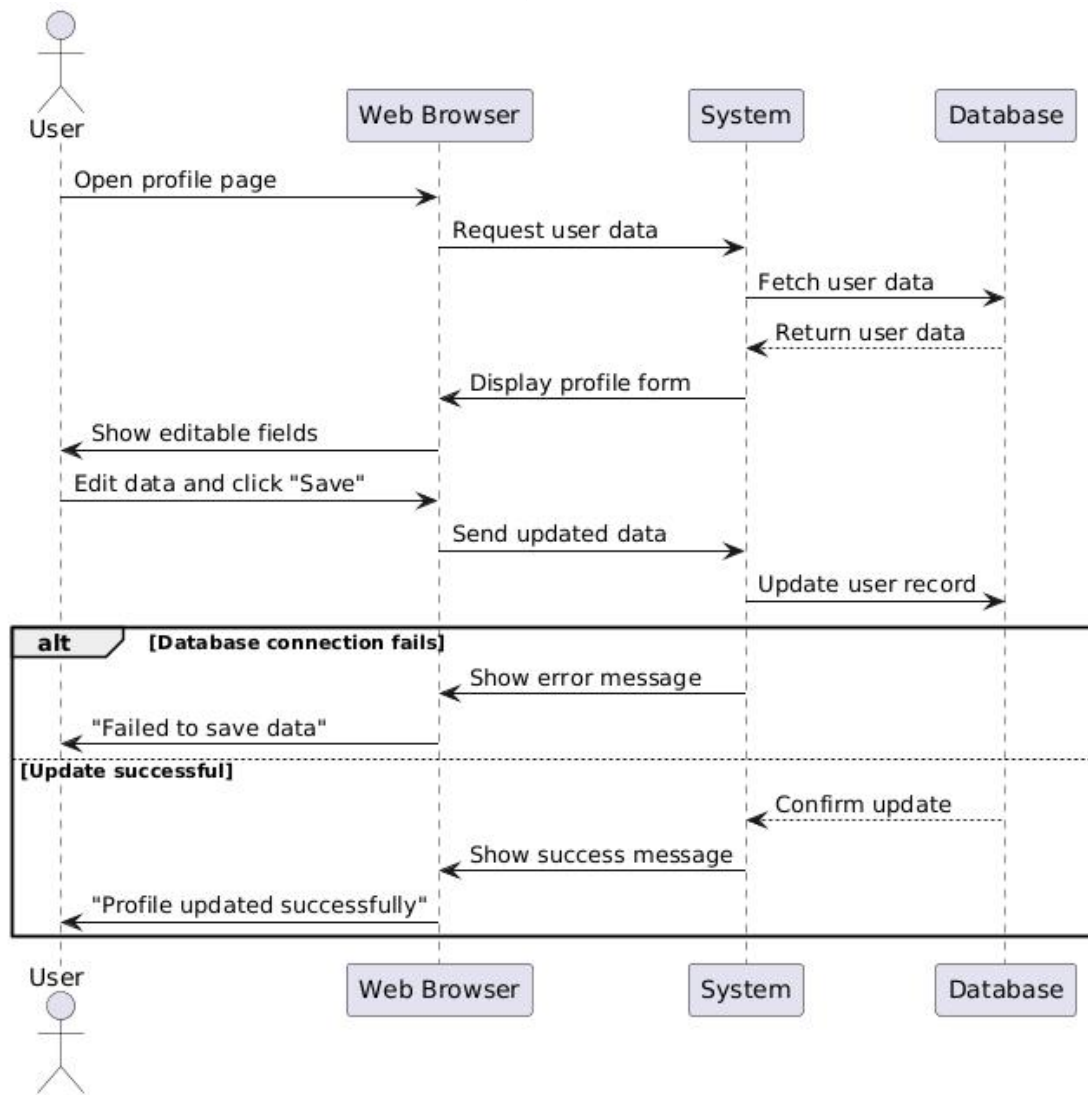 User
Web Browser
System
Database
Open profile page
Request user data
Fetch user data
Return user data
Display profile form
Show editable fields
Edit data and click "Save"
Send updated data
Update user record
alt [Database connection fails]
Show error message
"Failed to save data"
[Update successful]
Confirm update
Show success message
"Profile updated successfully"
User
Web Browser
System
Database